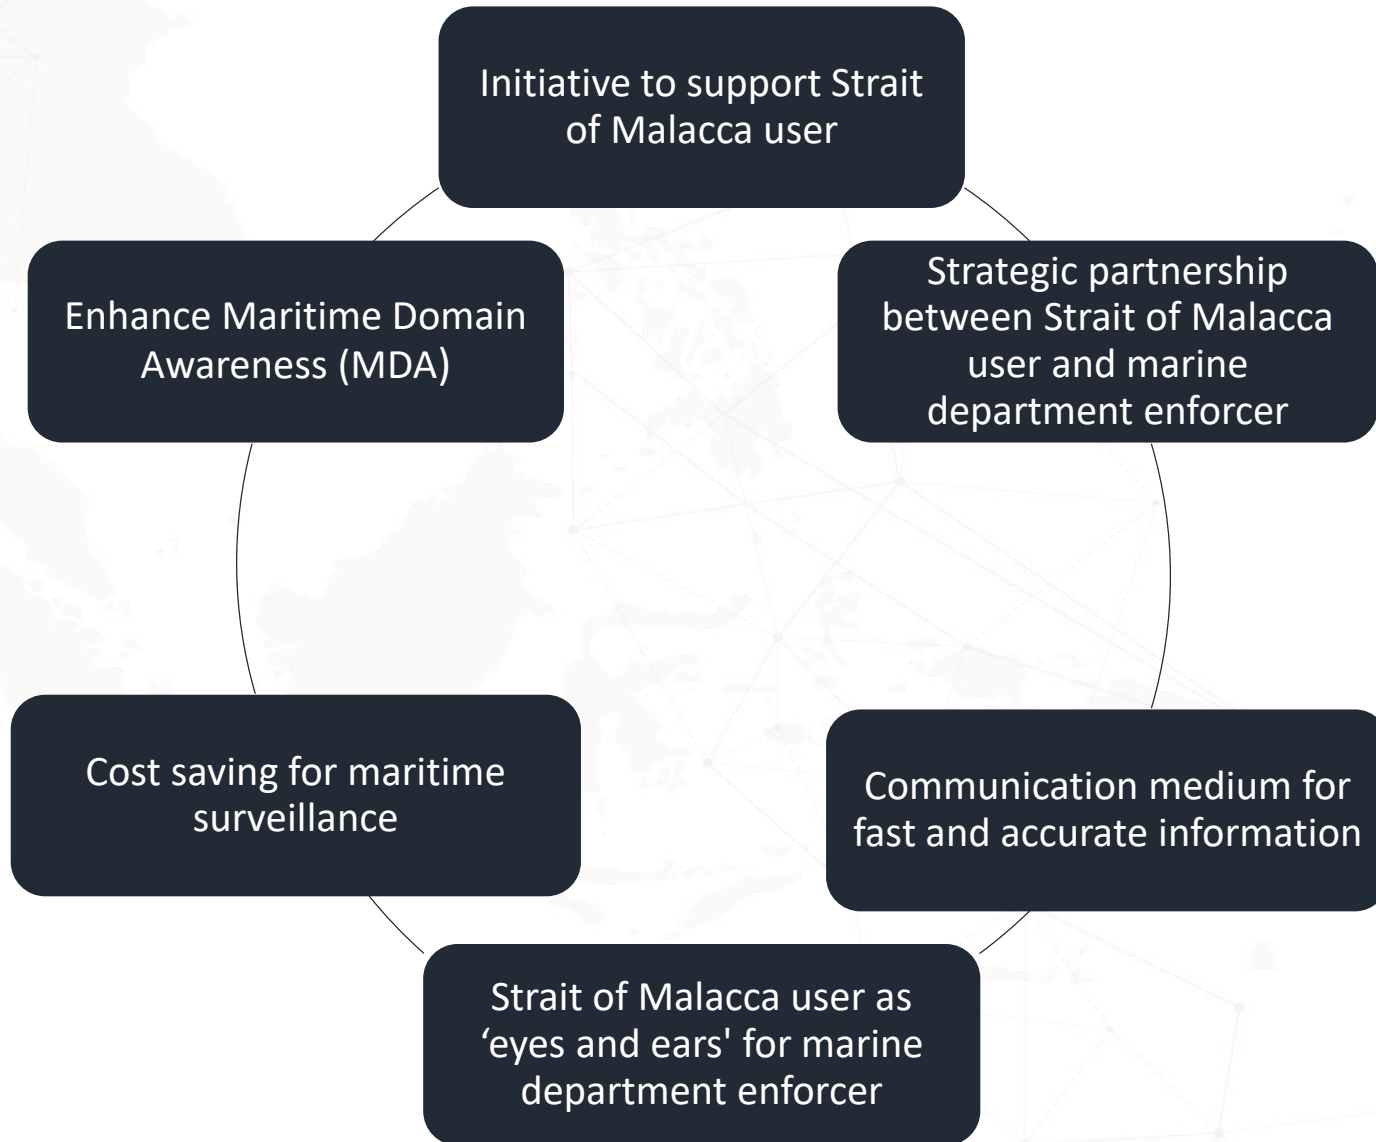 Initiative to support Strait
of Malacca user
Strategic partnership
between Strait of Malacca
user and marine
department enforcer
Communication medium for
fast and accurate information
Strait of Malacca user as
‘eyes and ears' for marine
department enforcer
Cost saving for maritime
surveillance
Enhance Maritime Domain
Awareness (MDA)